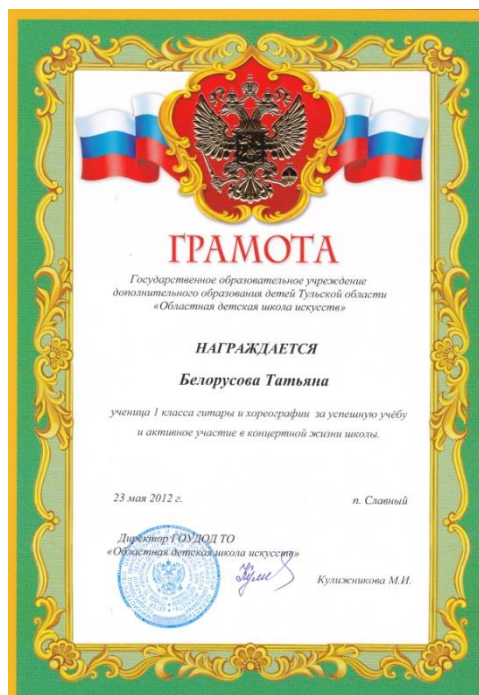 ГРАМОТА
Государственное образовательное учреждение
дополнительного образования детей Тульской области
«Областная детская школа искусств»
НАГРАЖДАЕТСЯ
Белорусова Татьяна
ученица 1 класса гитары и хореографии за успешную учёбу
и активное участие в концертной жизни школы.
23 мая 2012 г.
п. Славный
Директор ГОУДОД ТО
«Областная детская школа искусств»
Кулижникова М.И.